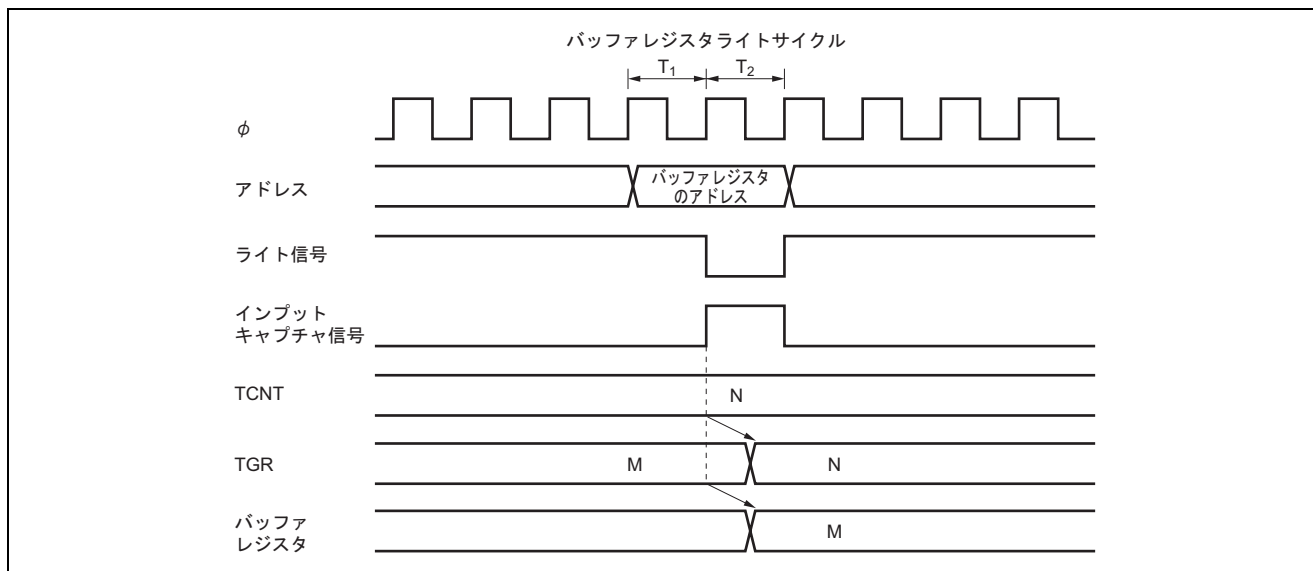 バッファレジスタライトサイクル
T₁ T₂
φ
アドレス
バッファレジスタ
のアドレス
ライト信号
インプット
キャプチャ信号
TCNT
N
TGR
M N
バッファ
レジスタ
M